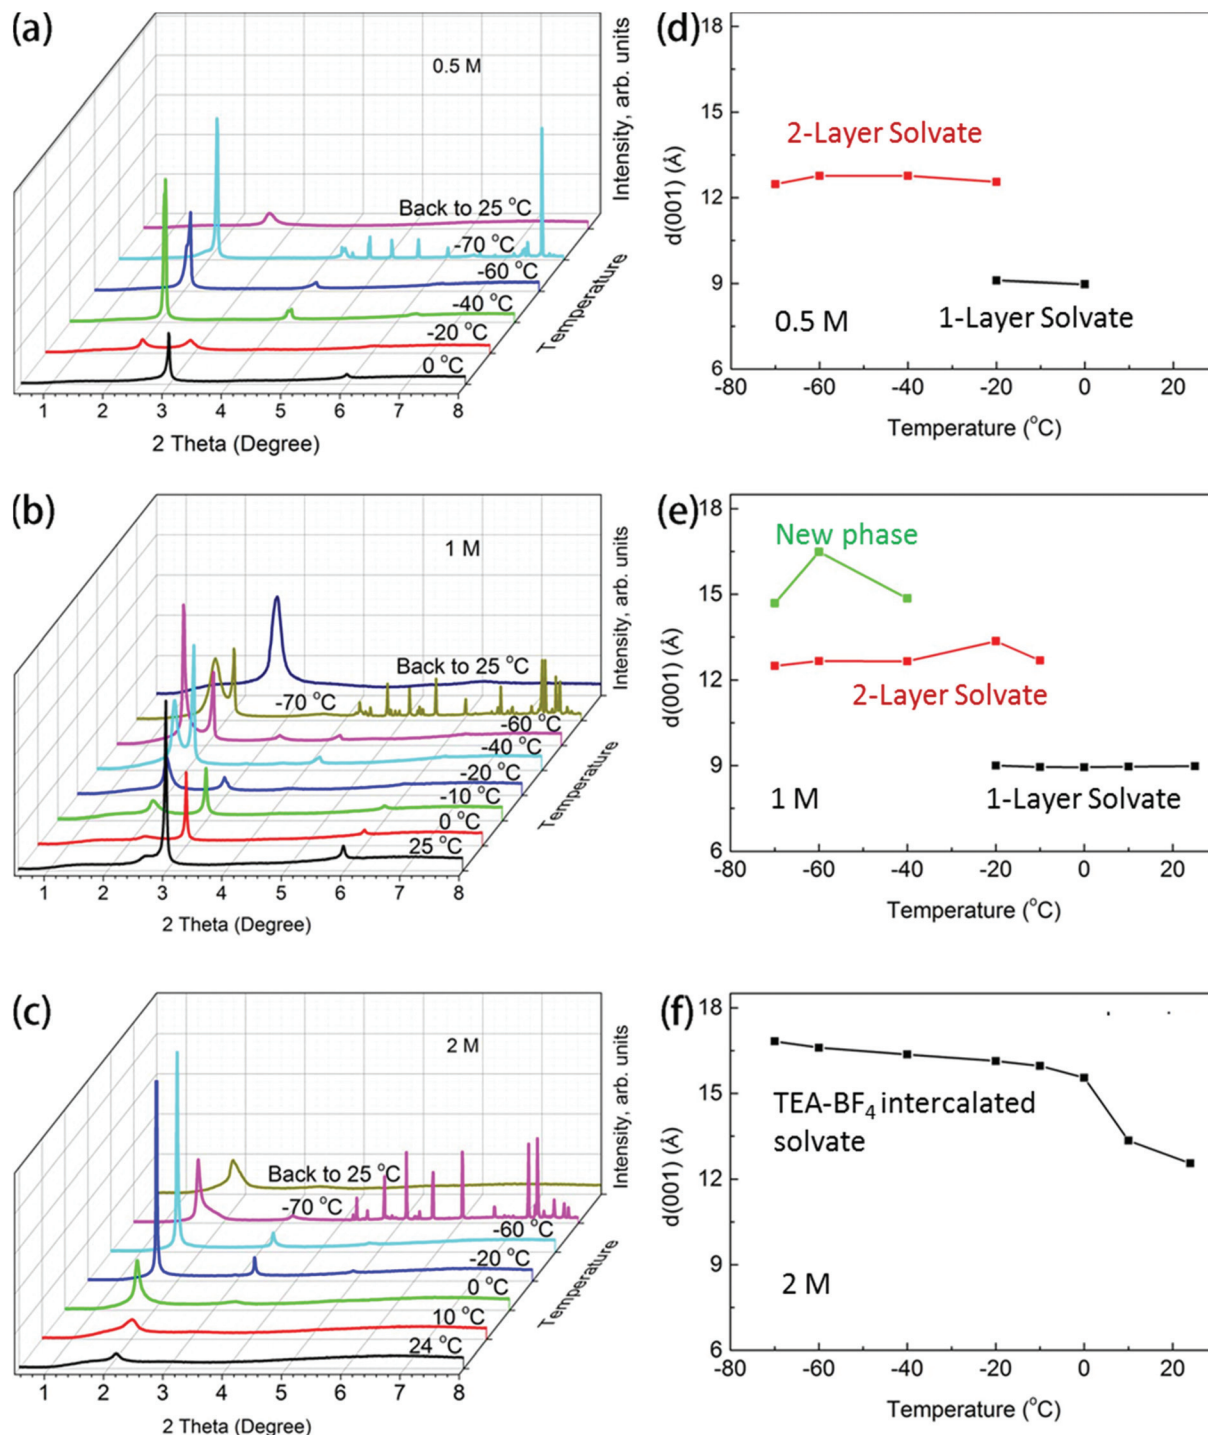 (a)
0.5 M
Back to 25 °C
-70 °C
-60 °C
-40 °C
-20 °C
0 °C
Intensity, arb. units
Temperature
1 2 3 4 5 6 7 8
2 Theta (Degree)
(d)
18
15
12
9
6
d(001) (Å)
2-Layer Solvate
1-Layer Solvate
0.5 M
-80 -60 -40 -20 0 20
Temperature (°C)
(b)
1 M
Back to 25 °C
-70 °C
-60 °C
-40 °C
-20 °C
-10 °C
0 °C
25 °C
Intensity, arb. units
Temperature
1 2 3 4 5 6 7 8
2 Theta (Degree)
(e)
18
15
12
9
6
d(001) (Å)
New phase
2-Layer Solvate
1-Layer Solvate
1 M
-80 -60 -40 -20 0 20
Temperature (°C)
(c)
2 M
Back to 25 °C
-70 °C
-60 °C
-20 °C
0 °C
10 °C
24 °C
Intensity, arb. units
Temperature
1 2 3 4 5 6 7 8
2 Theta (Degree)
(f)
18
15
12
9
6
d(001) (Å)
TEA-BF₄ intercalated
solvate
2 M
-80 -60 -40 -20 0 20
Temperature (°C)